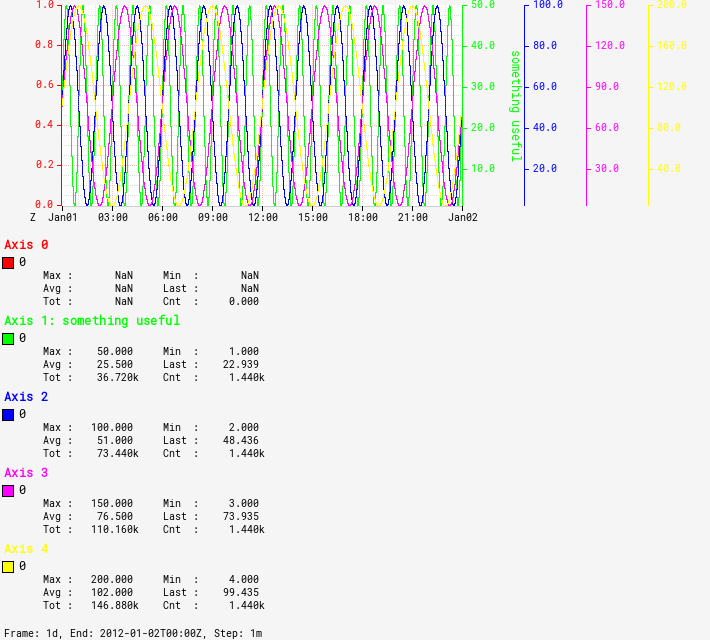 1.0 50.0 100.0 150.0 200.0
0.8 40.0 80.0 120.0 160.0
0.6 30.0 60.0 90.0 120.0
0.4 20.0 40.0 60.0 80.0
0.2 10.0 20.0 30.0 40.0
0.0
something useful
Z Jan01 03:00 06:00 09:00 12:00 15:00 18:00 21:00 Jan02
Axis 0
0
Max : NaN Min : NaN
Avg : NaN Last : NaN
Tot : NaN Cnt : 0.000
Axis 1: something useful
0
Max : 50.000 Min : 1.000
Avg : 25.500 Last : 22.939
Tot : 36.720k Cnt : 1.440k
Axis 2
0
Max : 100.000 Min : 2.000
Avg : 51.000 Last : 48.436
Tot : 73.440k Cnt : 1.440k
Axis 3
0
Max : 150.000 Min : 3.000
Avg : 76.500 Last : 73.935
Tot : 110.160k Cnt : 1.440k
Axis 4
0
Max : 200.000 Min : 4.000
Avg : 102.000 Last : 99.435
Tot : 146.880k Cnt : 1.440k
Frame: 1d, End: 2012-01-02T00:00Z, Step: 1m